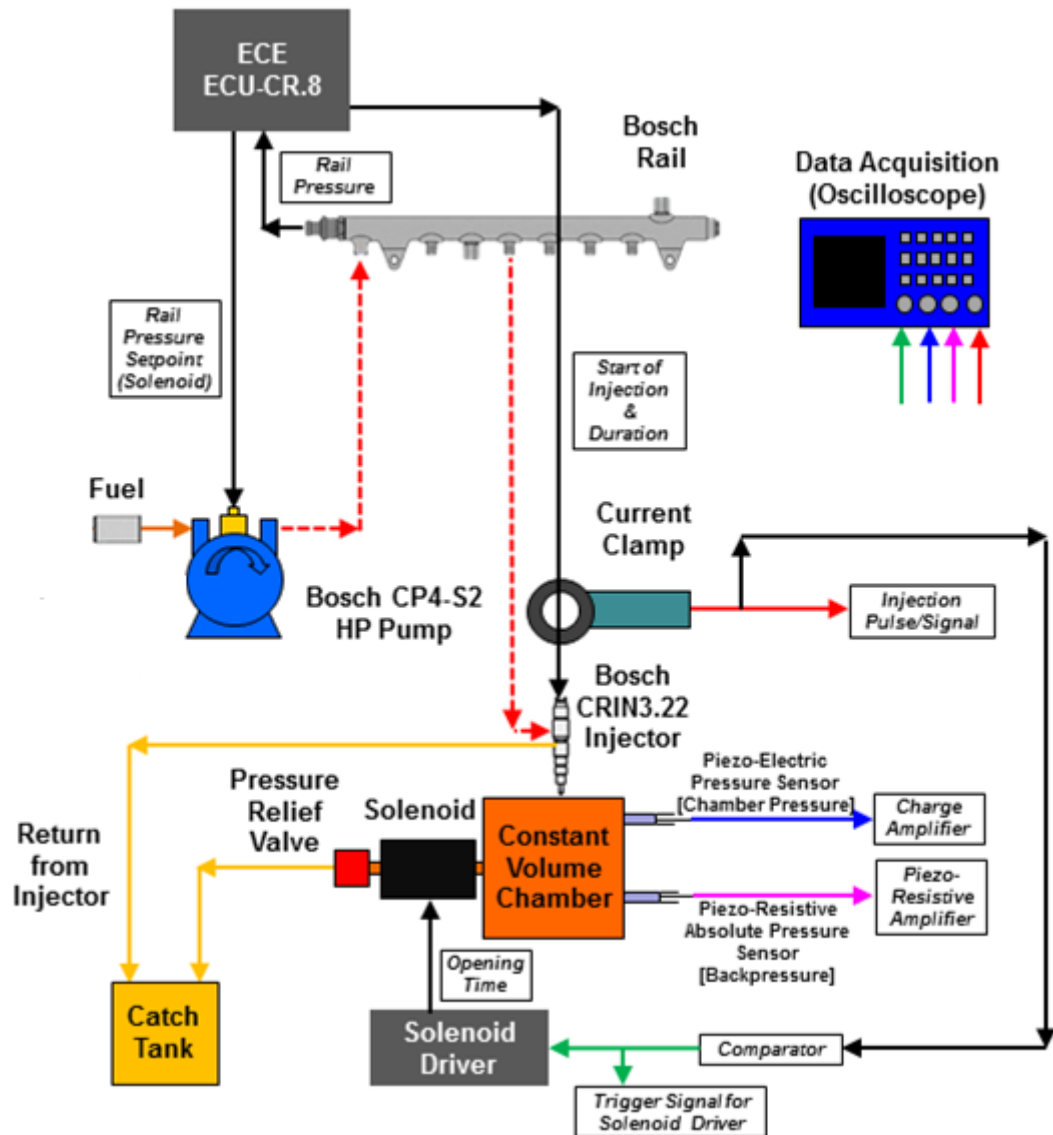 ECE
ECU-CR.8
Bosch
Rail
Data Acquisition
(Oscilloscope)
Rail
Pressure
Rail
Pressure
Setpoint
(Solenoid)
Start of
Injection
&
Duration
Fuel
Current
Clamp
Bosch CP4-S2
HP Pump
Injection
Pulse/Signal
Bosch
CRIN3.22
Injector
Pressure
Relief
Valve
Solenoid
Piezo-Electric
Pressure Sensor
[Chamber Pressure]
Charge
Amplifier
Return
from
Injector
Constant
Volume
Chamber
Piezo-
Resistive
Amplifier
Piezo-Resistive
Absolute Pressure
Sensor
[Backpressure]
Opening
Time
Catch
Tank
Solenoid
Driver
Comparator
Trigger Signal for
Solenoid Driver